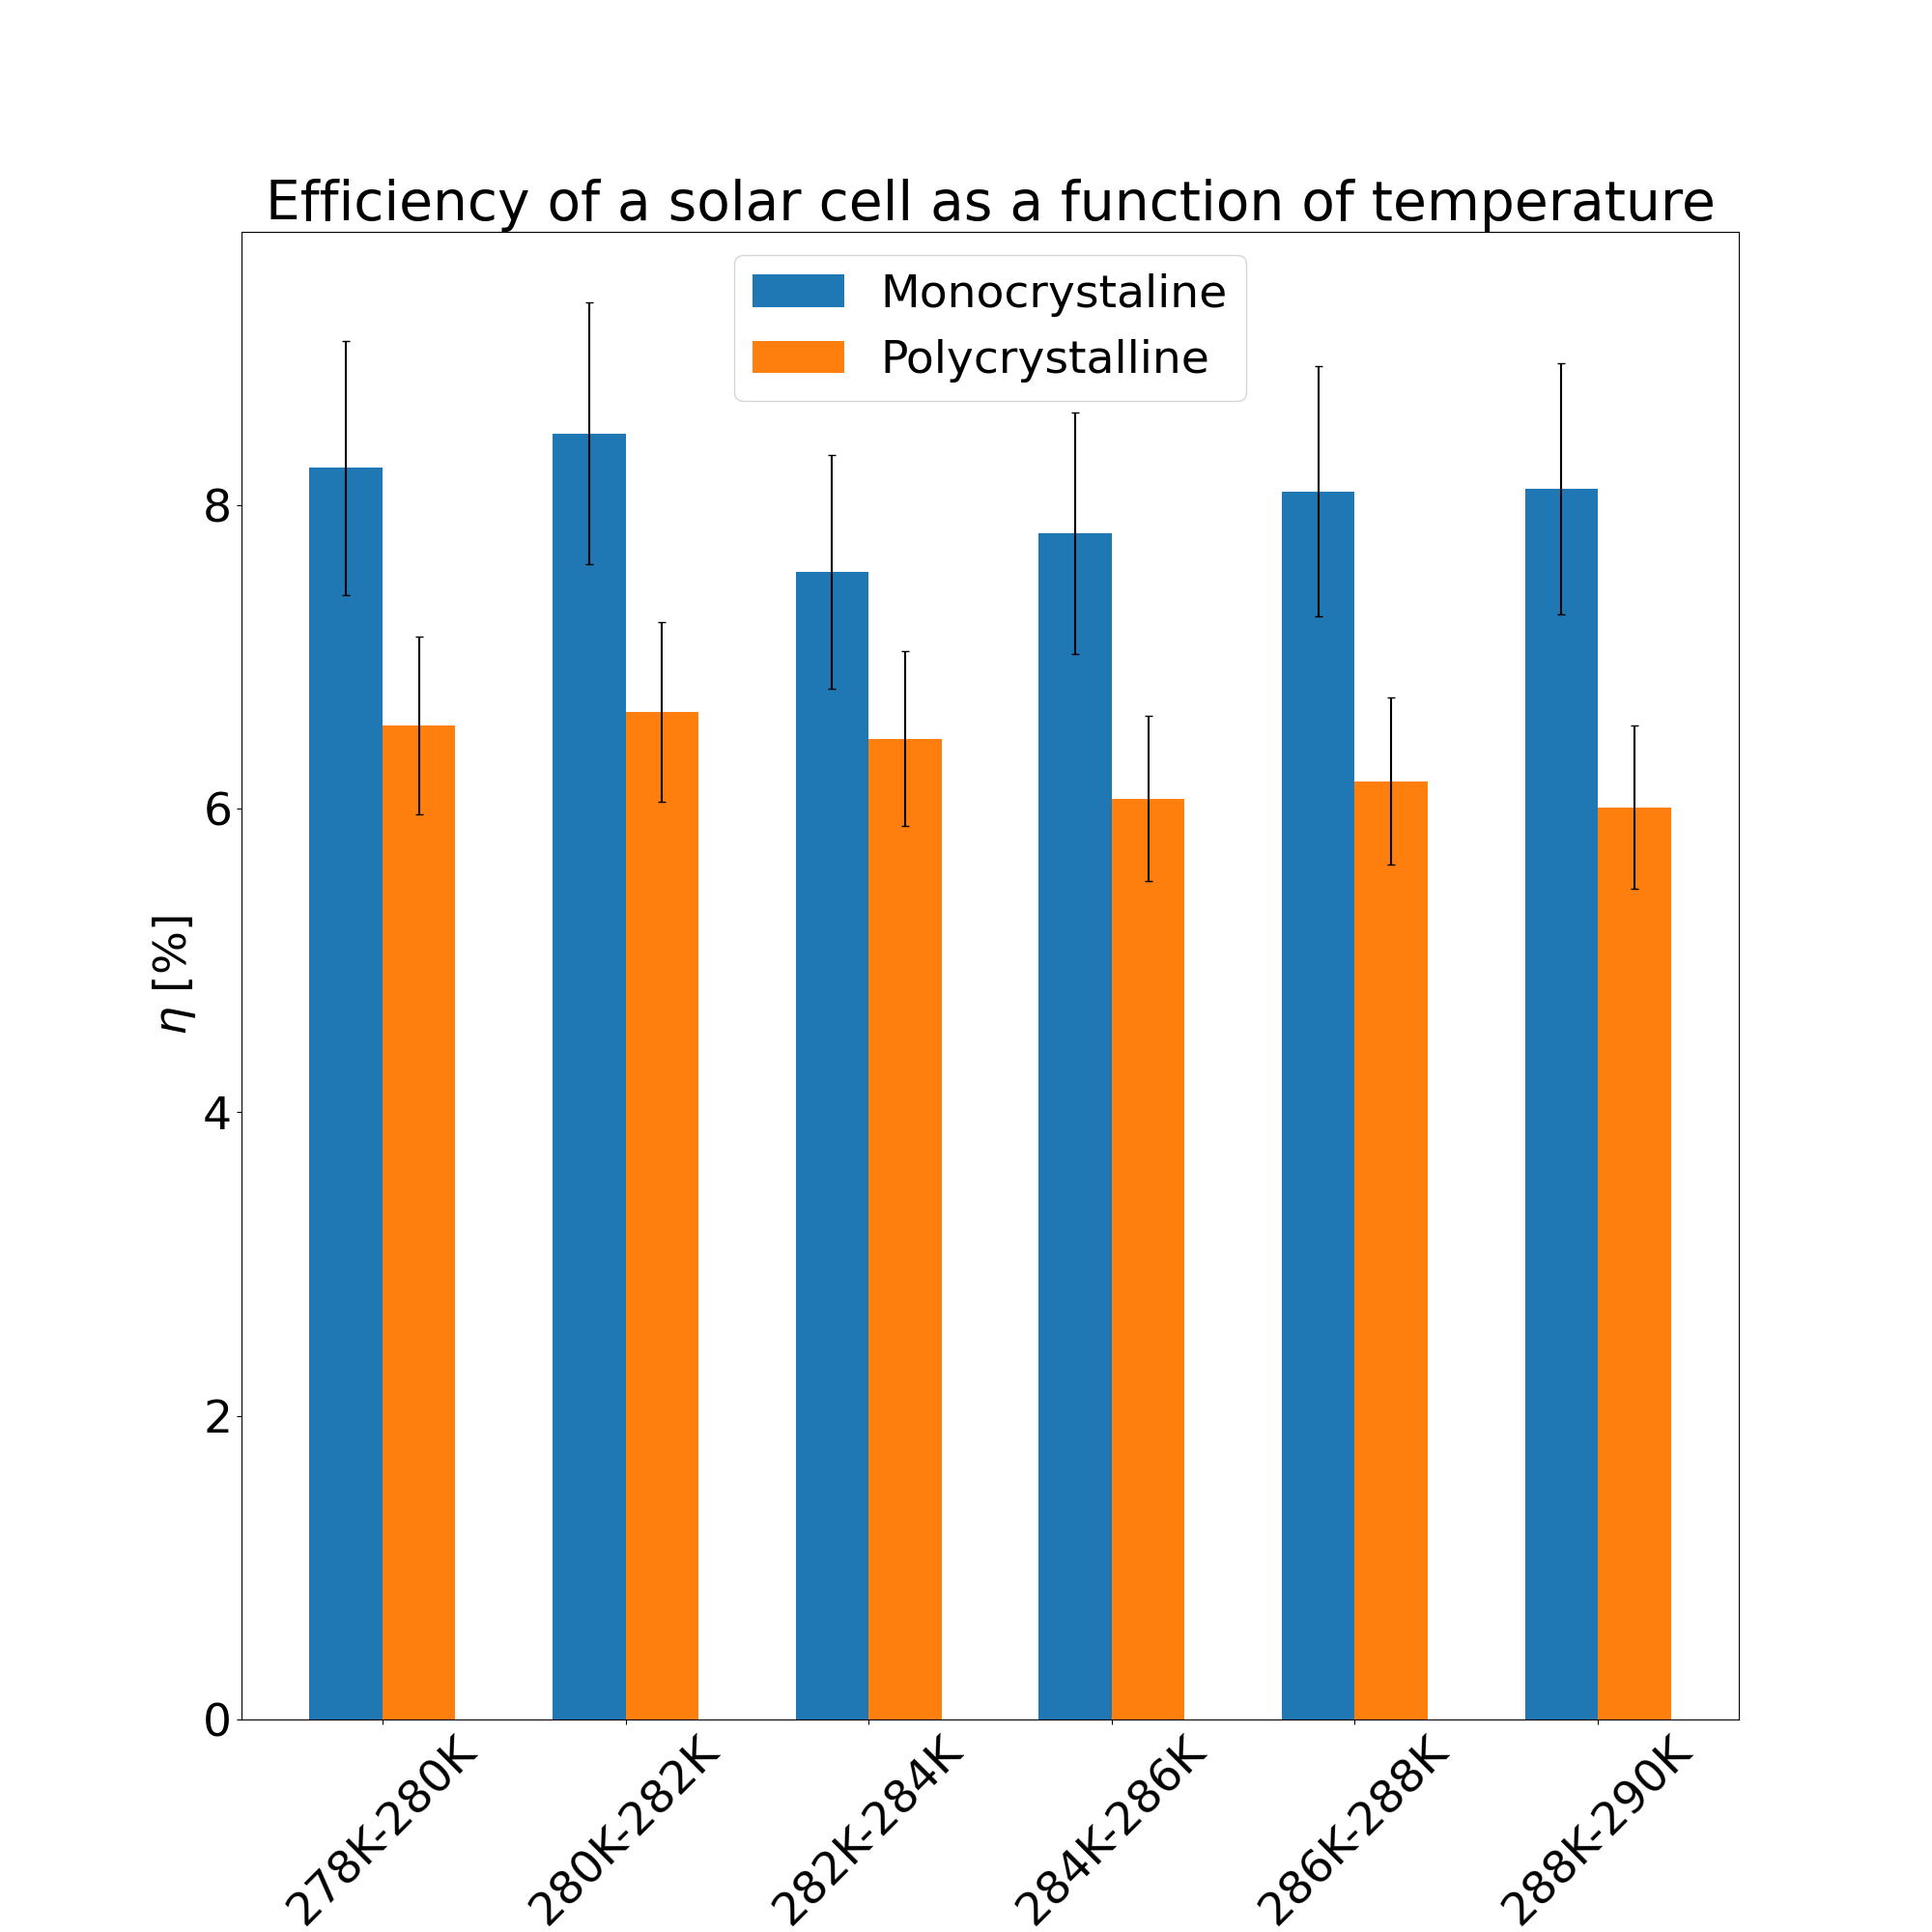 Efficiency of a solar cell as a function of temperature
Monocrystaline
Polycrystalline
8
6
4
2
0
η [%]
278K-280K
280K-282K
282K-284K
284K-286K
286K-288K
288K-290K